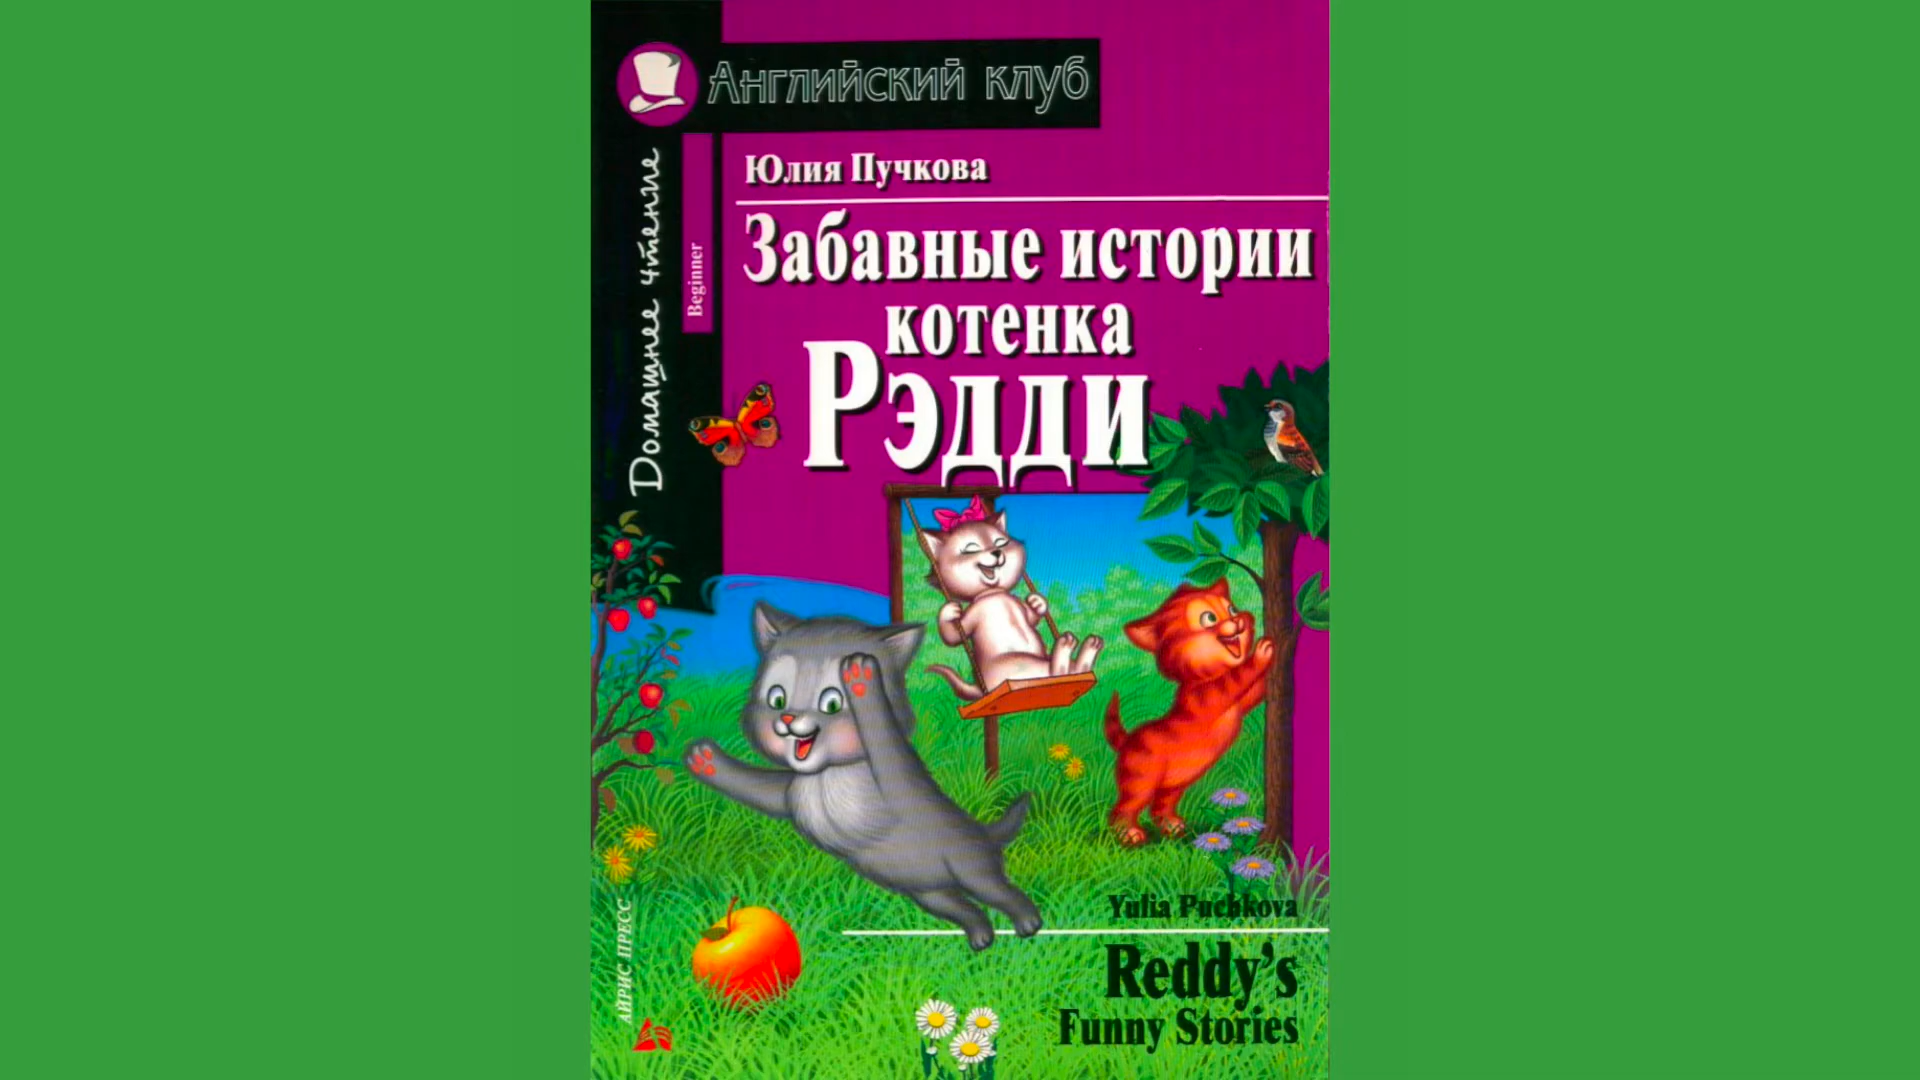 Английский клуб
Домашнее чтение
Beginner
Юлия Пучкова
Забавные истории
котенка
Рэдди
АЙРИС ПРЕСС
Yulia Puchkova
Reddy's
Funny Stories